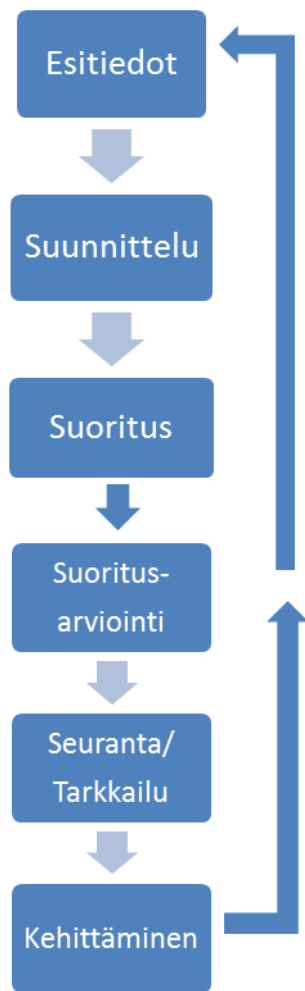 Esitiedot
Suunnittelu
Suoritus
Suoritus-
arviointi
Seuranta/
Tarkkailu
Kehittäminen